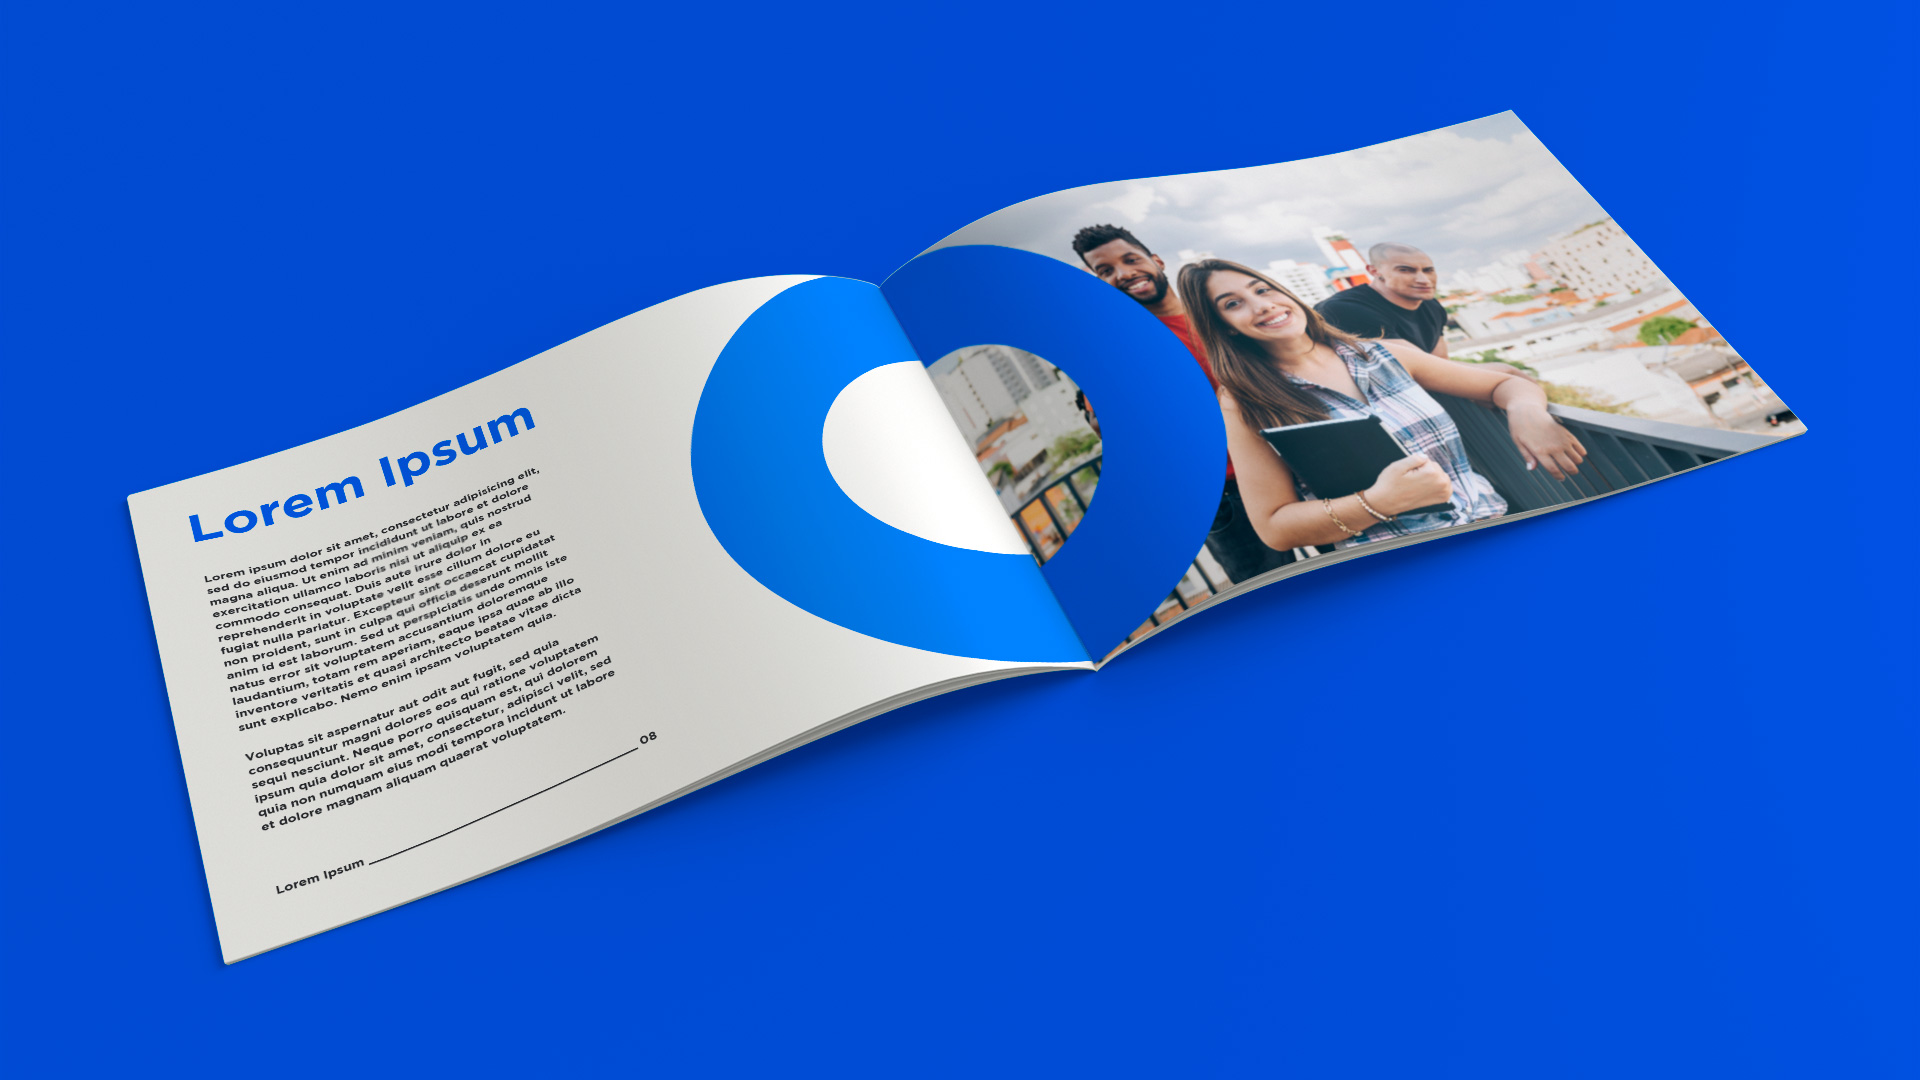 Lorem Ipsum
Lorem ipsum dolor sit amet, consectetur adipisicing elit,
sed do eiusmod tempor incididunt ut labore et dolore
magna aliqua. Ut enim ad minim veniam, quis nostrud
exercitation ullamco laboris nisi ut aliquip ex ea
commodo consequat. Duis aute irure dolor in
reprehenderit in voluptate velit esse cillum dolore eu
fugiat nulla pariatur. Excepteur sint occaecat cupidatat
non proident, sunt in culpa qui officia deserunt mollit
anim id est laborum. Sed ut perspiciatis unde omnis iste
natus error sit voluptatem accusantium doloremque
laudantium, totam rem aperiam, eaque ipsa quae ab illo
inventore veritatis et quasi architecto beatae vitae dicta
sunt explicabo. Nemo enim ipsam voluptatem quia.
Voluptas sit aspernatur aut odit aut fugit, sed quia
consequuntur magni dolores eos qui ratione voluptatem
sequi nesciunt. Neque porro quisquam est, qui dolorem
ipsum quia dolor sit amet, consectetur, adipisci velit, sed
quia non numquam eius modi tempora incidunt ut labore
et dolore magnam aliquam quaerat voluptatem.
Lorem Ipsum 08